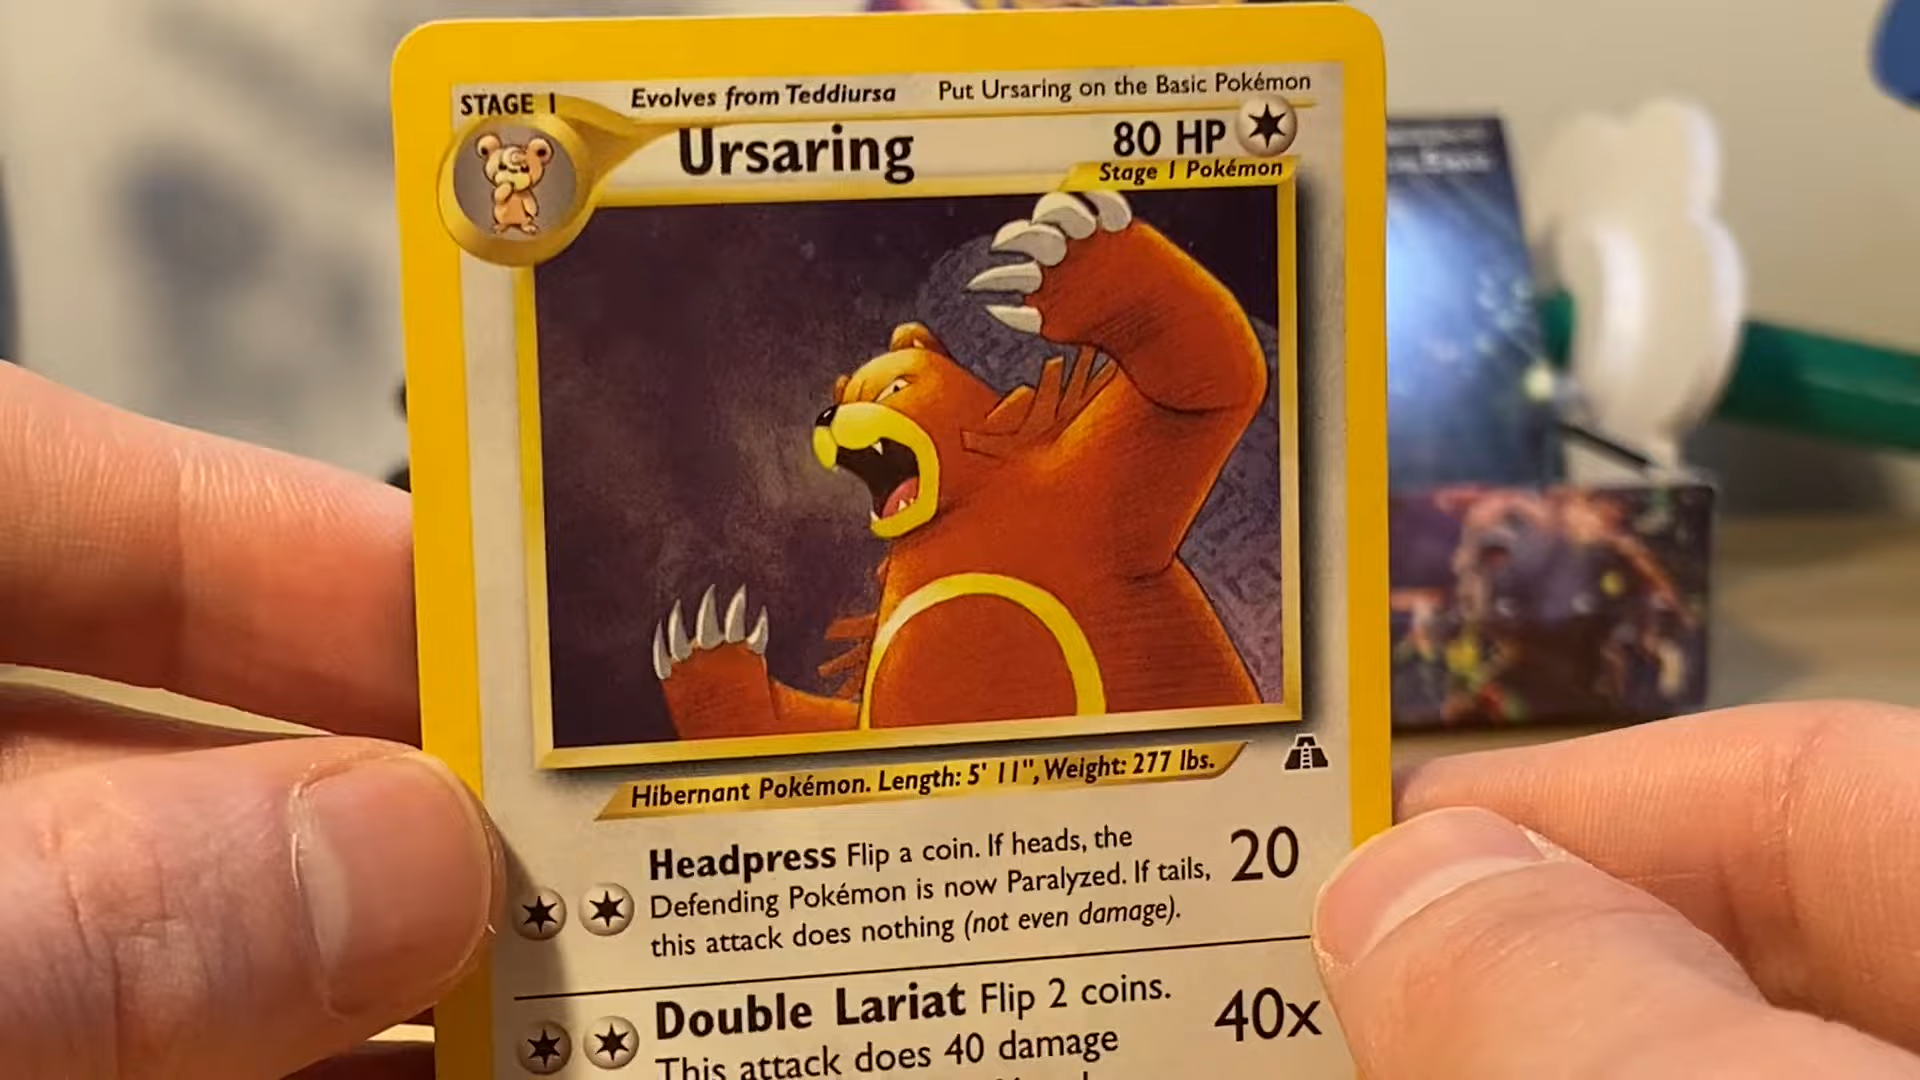 STAGE 1
Evolves from Teddiursa
Put Ursaring on the Basic Pokémon
Ursaring
80 HP
Stage 1 Pokémon
Hibernant Pokémon. Length: 5' 11", Weight: 277 lbs.
Headpress Flip a coin. If heads, the
Defending Pokémon is now Paralyzed. If tails,
this attack does nothing (not even damage).
20
Double Lariat Flip 2 coins.
This attack does 40 damage
40x